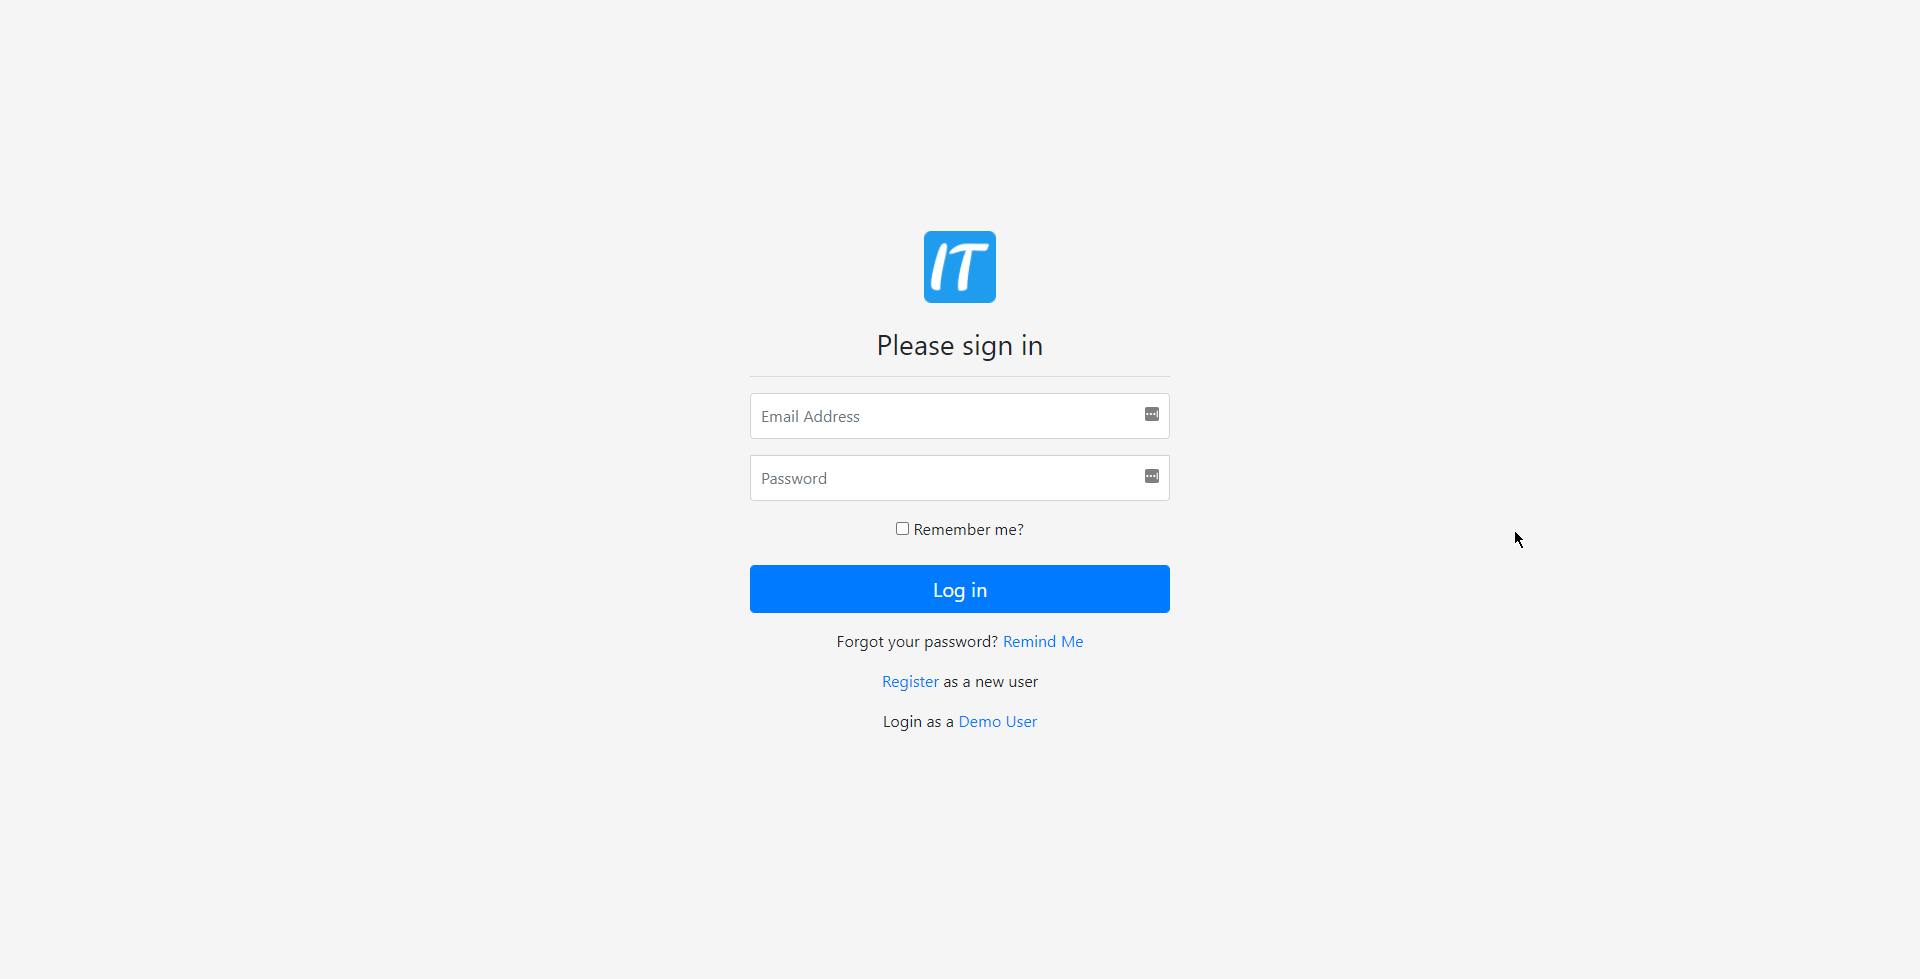 IT
Please sign in
Email Address
Password
Remember me?
Log in
Forgot your password? Remind Me
Register as a new user
Login as a Demo User